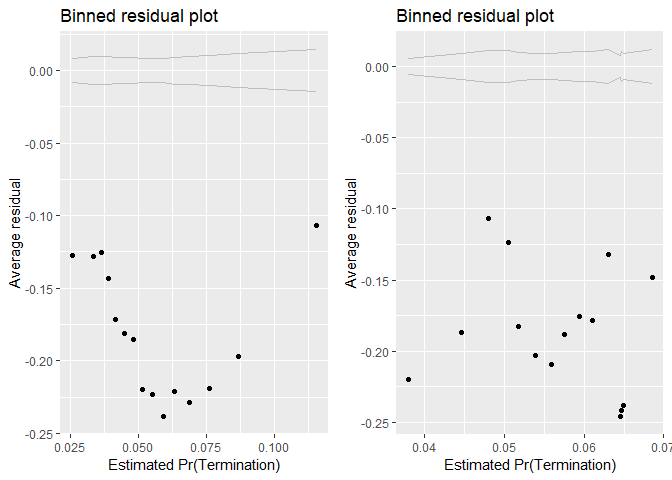 Binned residual plot
Average residual
0.00
-0.05
-0.10
-0.15
-0.20
-0.25
0.025 0.050 0.075 0.100
Estimated Pr(Termination)
Binned residual plot
Average residual
0.00
-0.05
-0.10
-0.15
-0.20
-0.25
0.04 0.05 0.06 0.07
Estimated Pr(Termination)